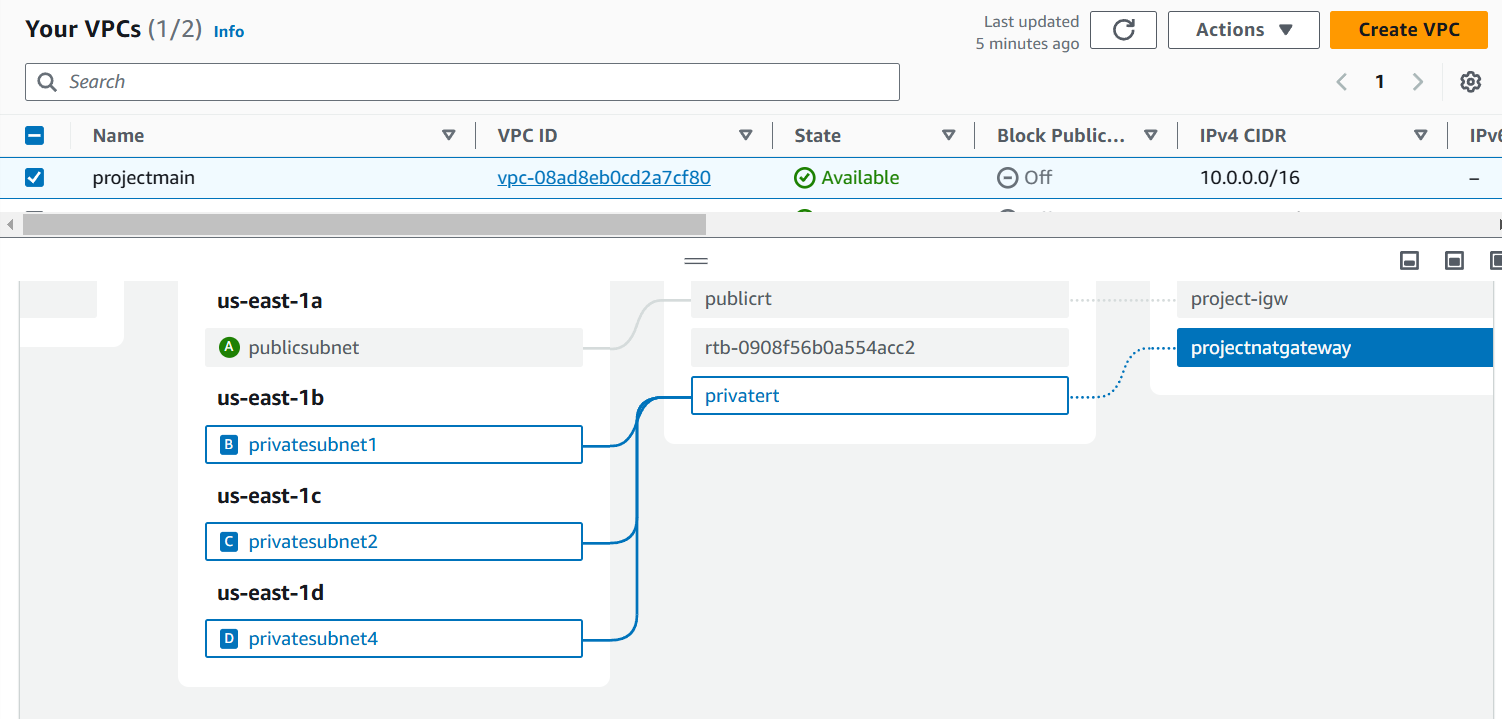 Your VPCs (1/2) Info
Last updated
5 minutes ago
Actions
Create VPC
Search
1
Name
VPC ID
State
Block Public...
IPv4 CIDR
IPv6
projectmain
vpc-08ad8eb0cd2a7cf80
Available
Off
10.0.0.0/16
–
us-east-1a
A publicsubnet
us-east-1b
B privatesubnet1
us-east-1c
C privatesubnet2
us-east-1d
D privatesubnet4
publicrt
rtb-0908f56b0a554acc2
privatert
project-igw
projectnatgateway